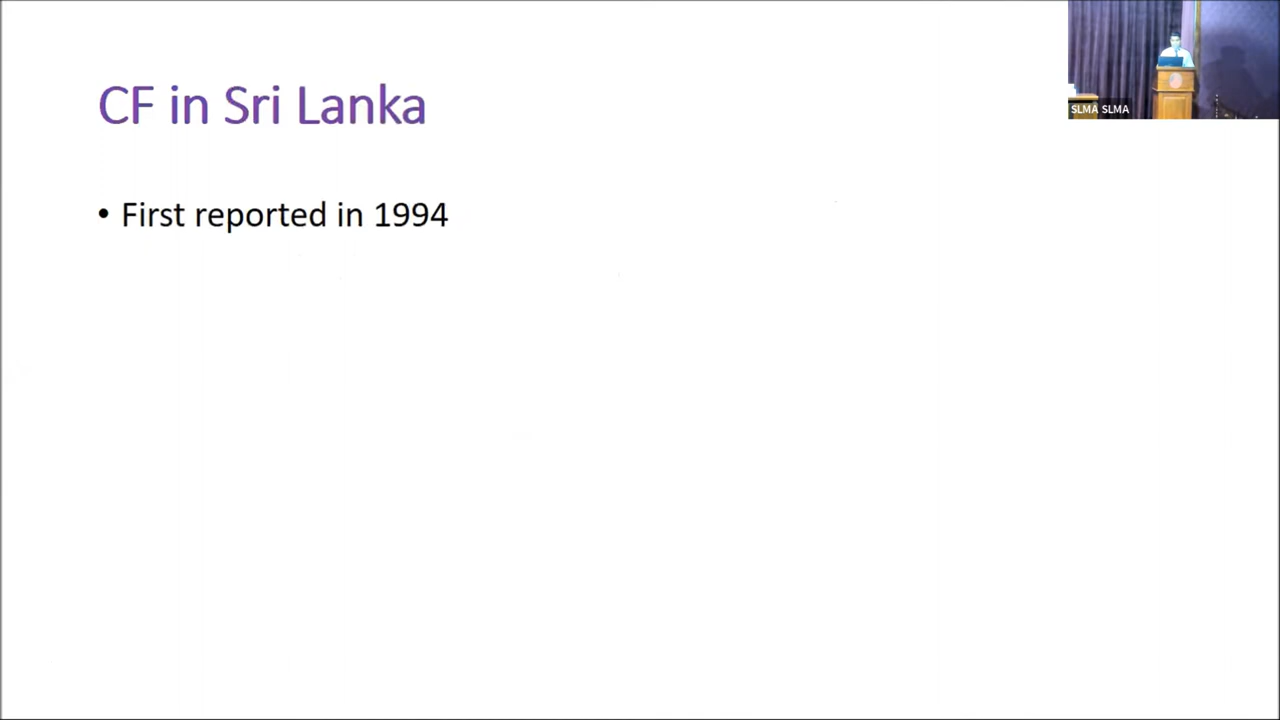 CF in Sri Lanka
• First reported in 1994
SLMA SLMA